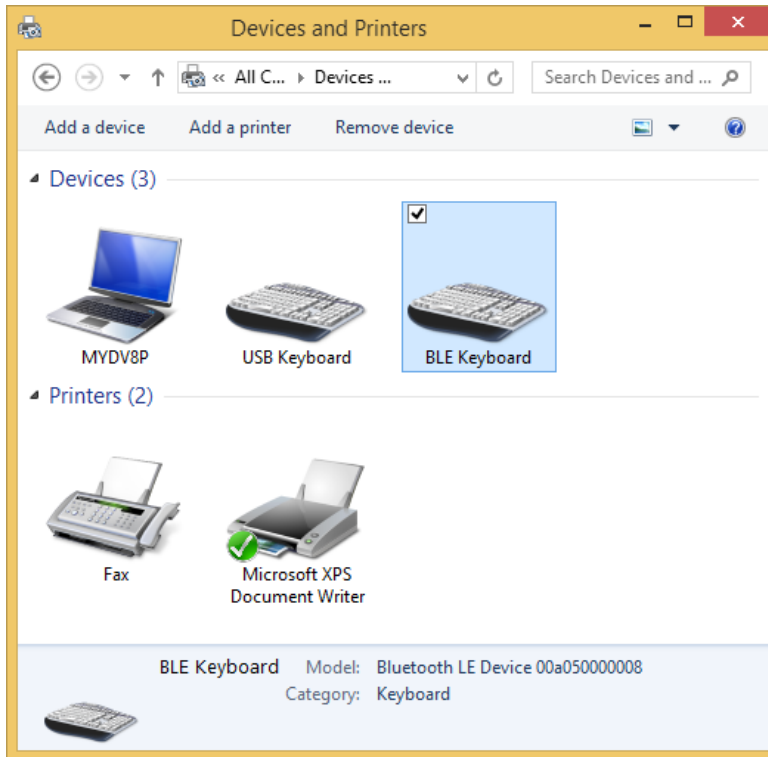 Devices and Printers
« All C... Devices ... Search Devices and ...
Add a device Add a printer Remove device
Devices (3)
MYDV8P USB Keyboard BLE Keyboard
Printers (2)
Fax Microsoft XPS
Document Writer
BLE Keyboard Model: Bluetooth LE Device 00a050000008
Category: Keyboard